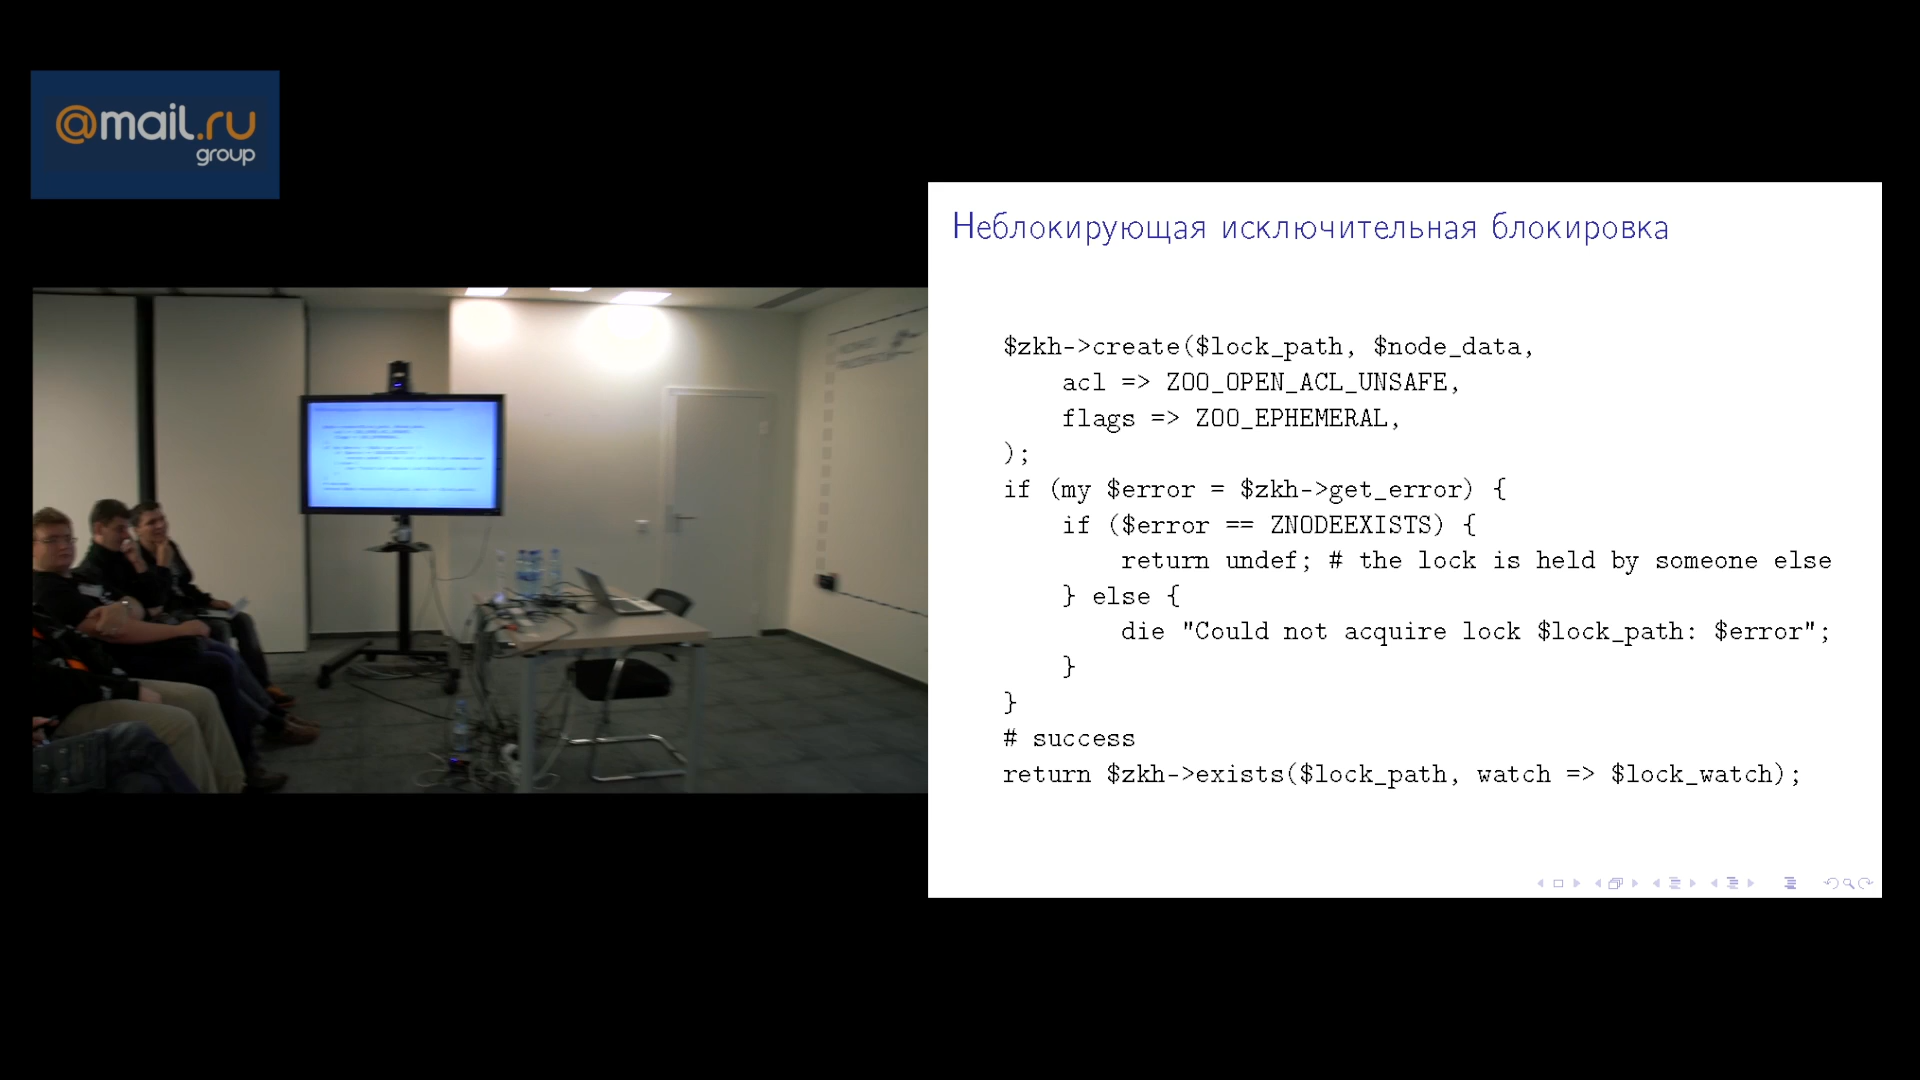 @mail.ru
group
Неблокирующая исключительная блокировка
$zkh->create($lock_path, $node_data,
    acl => ZOO_OPEN_ACL_UNSAFE,
    flags => ZOO_EPHEMERAL,
);
if (my $error = $zkh->get_error) {
    if ($error == ZNODEEXISTS) {
        return undef; # the lock is held by someone else
    } else {
        die "Could not acquire lock $lock_path: $error";
    }
}
# success
return $zkh->exists($lock_path, watch => $lock_watch);